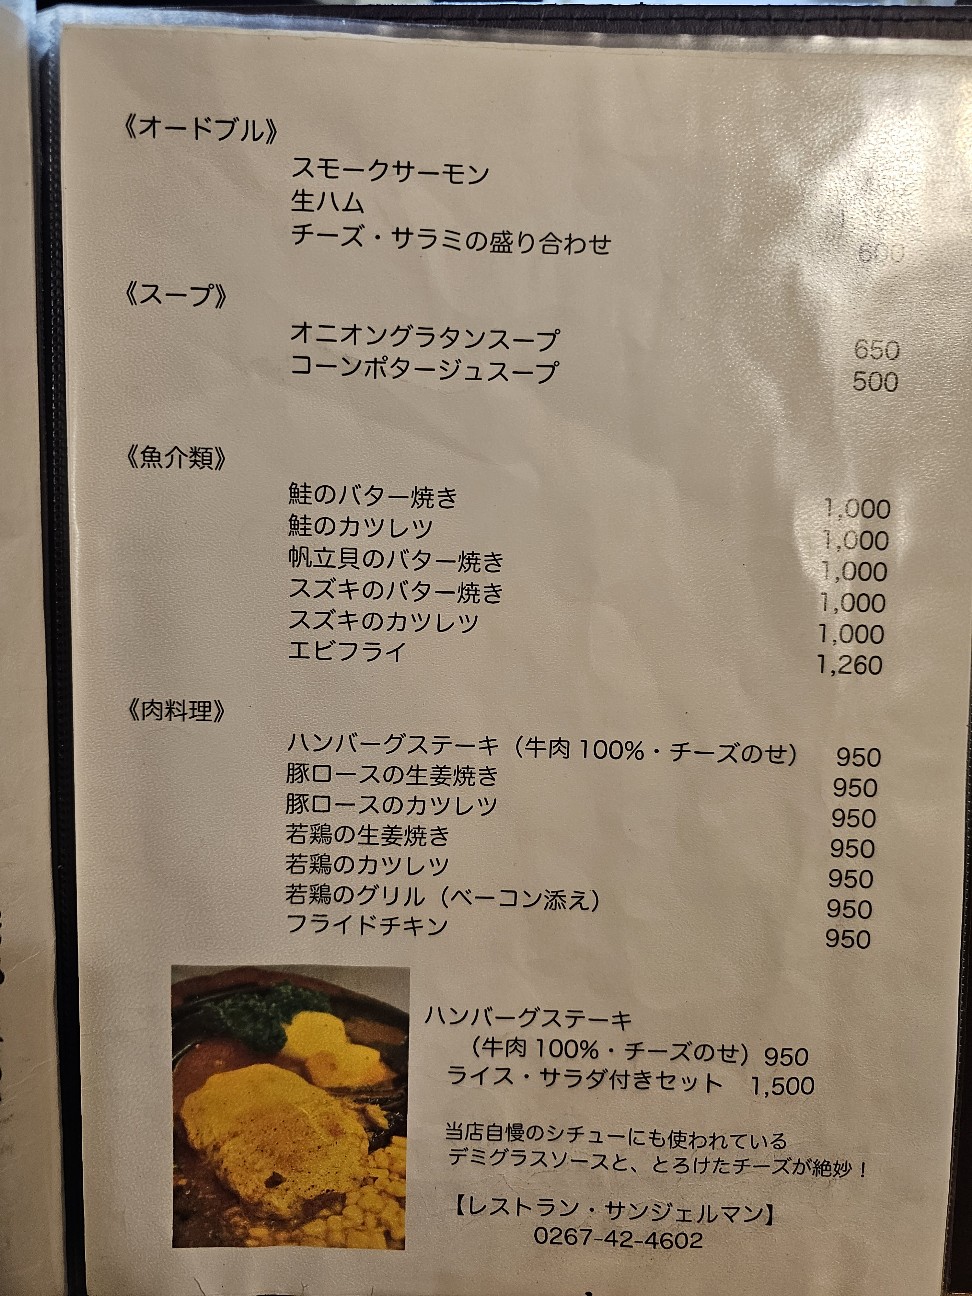 《オードブル》
スモークサーモン
生ハム
チーズ・サラミの盛り合わせ 600
《スープ》
オニオングラタンスープ 650
コーンポタージュスープ 500
《魚介類》
鮭のバター焼き 1,000
鮭のカツレツ 1,000
帆立貝のバター焼き 1,000
スズキのバター焼き 1,000
スズキのカツレツ 1,000
エビフライ 1,260
《肉料理》
ハンバーグステーキ（牛肉100%・チーズのせ） 950
豚ロースの生姜焼き 950
豚ロースのカツレツ 950
若鶏の生姜焼き 950
若鶏のカツレツ 950
若鶏のグリル（ベーコン添え） 950
フライドチキン 950
ハンバーグステーキ
（牛肉100%・チーズのせ）950
ライス・サラダ付きセット 1,500
当店自慢のシチューにも使われている
デミグラスソースと、とろけたチーズが絶妙！
【レストラン・サンジェルマン】
0267-42-4602